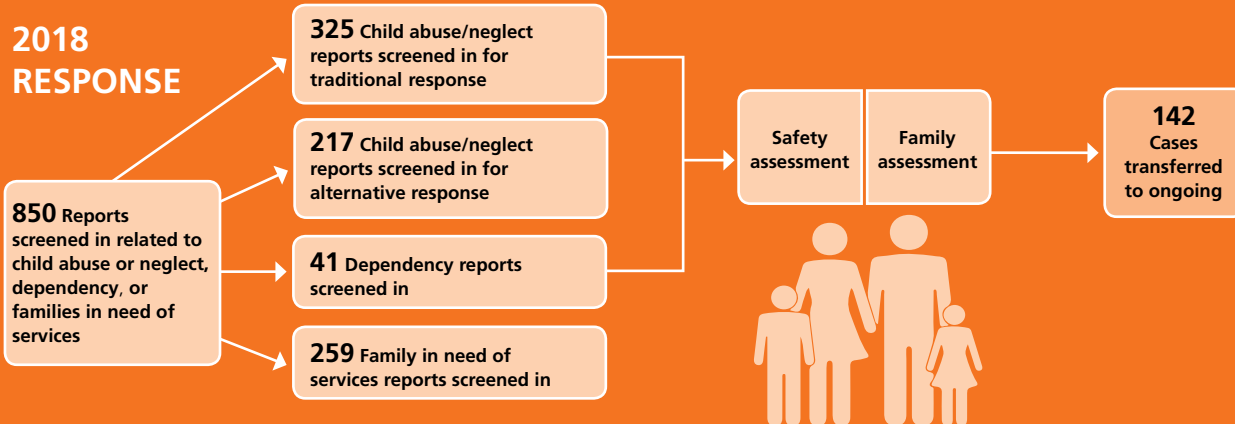 2018
RESPONSE
850 Reports
screened in related to
child abuse or neglect,
dependency, or
families in need of
services
325 Child abuse/neglect
reports screened in for
traditional response
217 Child abuse/neglect
reports screened in for
alternative response
41 Dependency reports
screened in
259 Family in need of
services reports screened in
Safety
assessment
Family
assessment
142
Cases
transferred
to ongoing